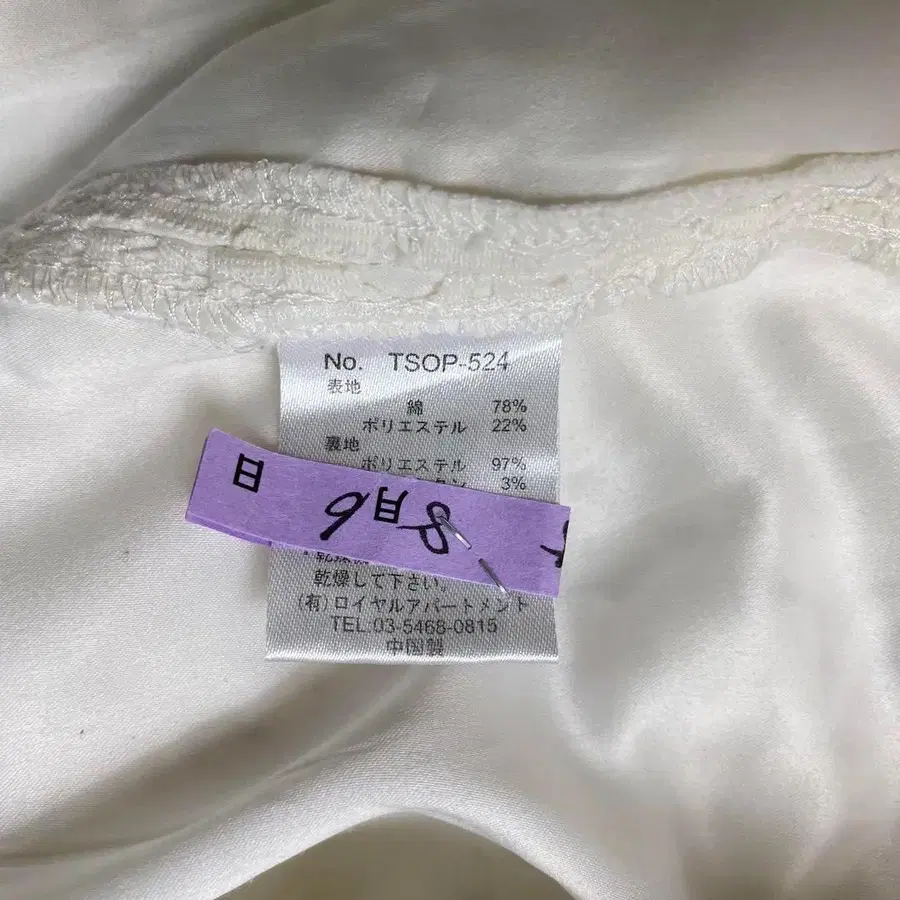 No. TSOP-524
表地
綿 78%
ポリエステル 22%
裏地
ポリエステル 97%
3%
8月6日
乾燥して下さい。
(有)ロイヤルアパートメント
TEL.03-5468-0815
中国製